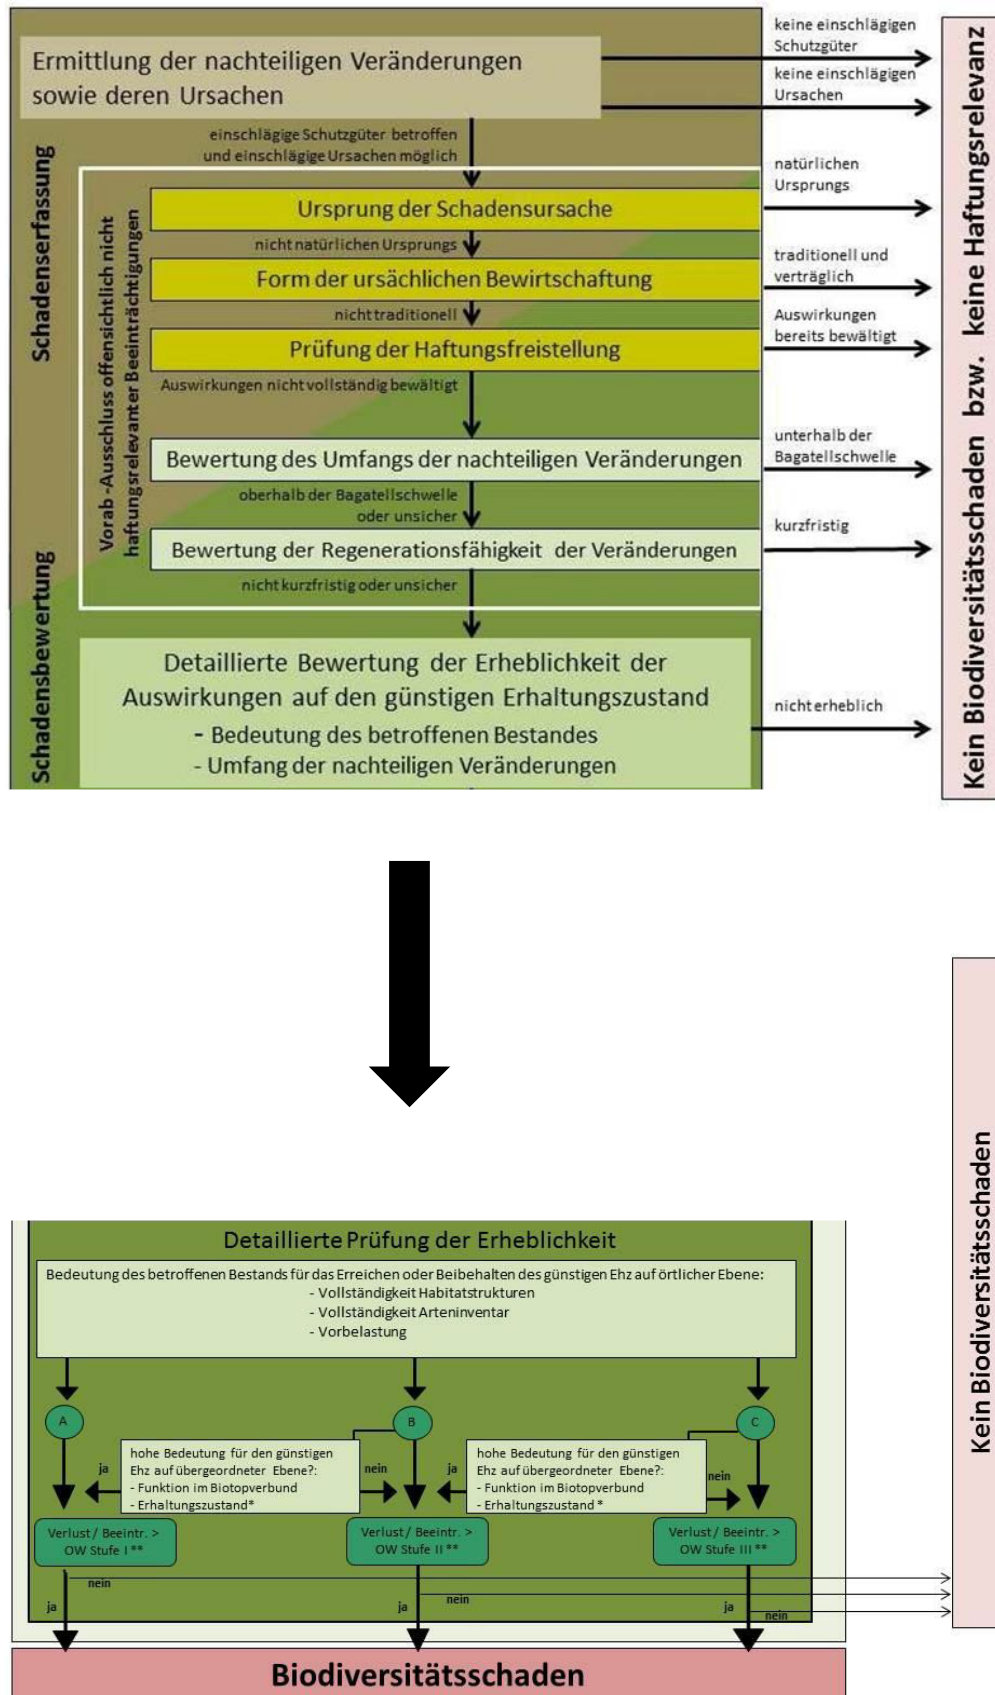 Ermittlung der nachteiligen Veränderungen
sowie deren Ursachen
keine einschlägigen
Schutzgüter
keine einschlägigen
Ursachen
einschlägige Schutzgüter betroffen
und einschlägige Ursachen möglich
Schadenserfassung
Schadensbewertung
Vorab -Ausschluss offensichtlich nicht
haftungsrelevanter Beeinträchtigungen
Ursprung der Schadensursache
natürlichen
Ursprungs
nicht natürlichen Ursprungs
Form der ursächlichen Bewirtschaftung
traditionell und
verträglich
nicht traditionell
Prüfung der Haftungsfreistellung
Auswirkungen
bereits bewältigt
Auswirkungen nicht vollständig bewältigt
Bewertung des Umfangs der nachteiligen Veränderungen
unterhalb der
Bagatellschwelle
oberhalb der Bagatellschwelle
oder unsicher
Bewertung der Regenerationsfähigkeit der Veränderungen
kurzfristig
nicht kurzfristig oder unsicher
Detaillierte Bewertung der Erheblichkeit der
Auswirkungen auf den günstigen Erhaltungszustand
- Bedeutung des betroffenen Bestandes
- Umfang der nachteiligen Veränderungen
nicht erheblich
Kein Biodiversitätsschaden bzw. keine Haftungsrelevanz
Detaillierte Prüfung der Erheblichkeit
Bedeutung des betroffenen Bestands für das Erreichen oder Beibehalten des günstigen Ehz auf örtlicher Ebene:
- Vollständigkeit Habitatstrukturen
- Vollständigkeit Arteninventar
- Vorbelastung
A
B
C
ja
hohe Bedeutung für den günstigen
Ehz auf übergeordneter Ebene?:
- Funktion im Biotopverbund
- Erhaltungszustand*
nein
ja
hohe Bedeutung für den günstigen
Ehz auf übergeordneter Ebene?:
- Funktion im Biotopverbund
- Erhaltungszustand *
nein
Verlust / Beeintr. >
OW Stufe I **
Verlust / Beeintr. >
OW Stufe II **
Verlust / Beeintr. >
OW Stufe III **
nein
nein
nein
ja
ja
ja
Kein Biodiversitätsschaden
Biodiversitätsschaden